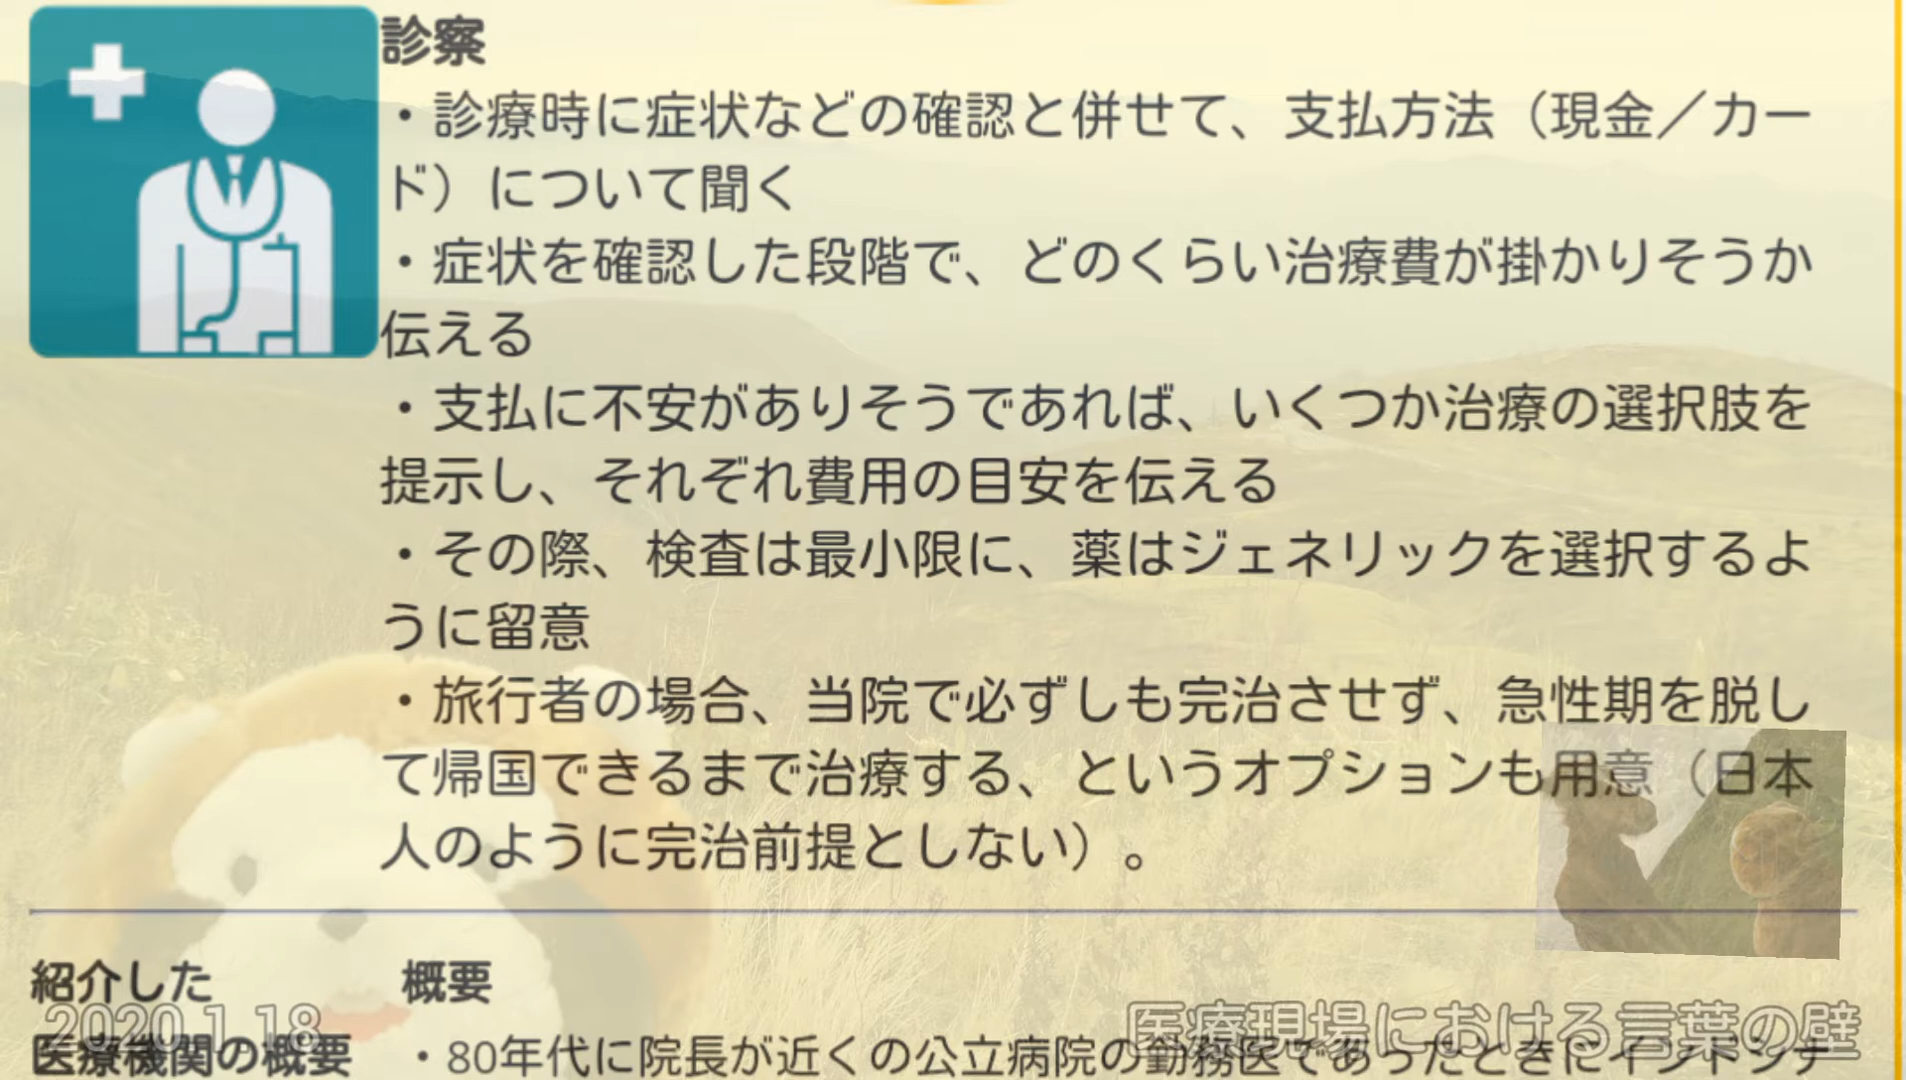 診察
・診療時に症状などの確認と併せて、支払方法（現金／カー
ド）について聞く
・症状を確認した段階で、どのくらい治療費が掛かりそうか
伝える
・支払に不安がありそうであれば、いくつか治療の選択肢を
提示し、それぞれ費用の目安を伝える
・その際、検査は最小限に、薬はジェネリックを選択するよ
うに留意
・旅行者の場合、当院で必ずしも完治させず、急性期を脱し
て帰国できるまで治療する、というオプションも用意（日本
人のように完治前提としない）。
紹介した
医療機関の概要
概要
・80年代に院長が近くの公立病院の勤務医であったときにインドシナ
2020.1.18
医療現場における言葉の壁